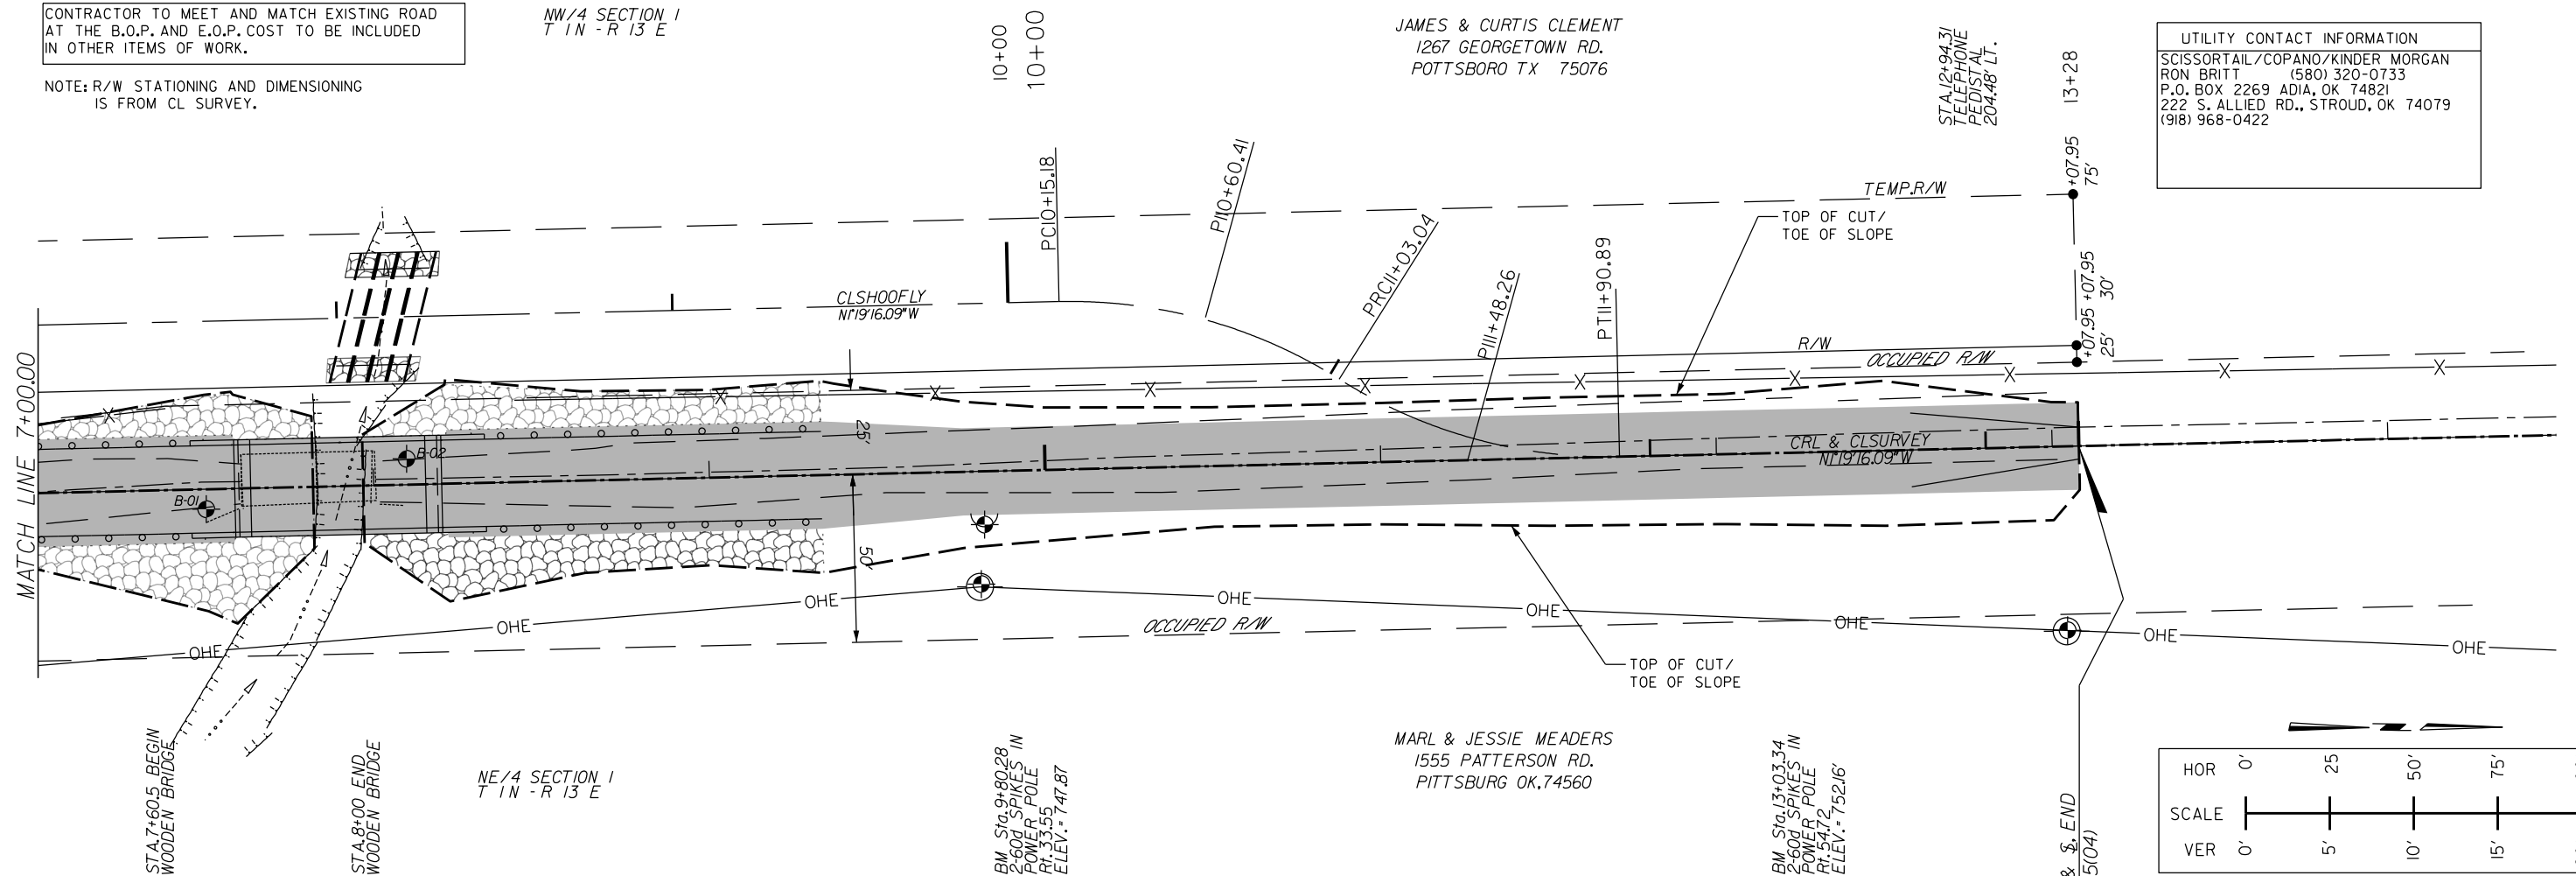 CONTRACTOR TO MEET AND MATCH EXISTING ROAD
AT THE B.O.P. AND E.O.P. COST TO BE INCLUDED
IN OTHER ITEMS OF WORK.
NOTE: R/W STATIONING AND DIMENSIONING
IS FROM CL SURVEY.
NW/4 SECTION 1
T 1 N - R 13 E
10+00
10+00
JAMES & CURTIS CLEMENT
1267 GEORGETOWN RD.
POTTSBORO TX 75076
STA.12+94.31
TELEPHONE
PEDISTAL
204.48' LT.
13+28
UTILITY CONTACT INFORMATION
SCISSORTAIL/COPANO/KINDER MORGAN
RON BRITT (580) 320-0733
P.O. BOX 2269 ADIA, OK 74821
222 S. ALLIED RD., STROUD, OK 74079
(918) 968-0422
PC10+15.18
PI10+60.41
PRC11+03.04
PI11+48.26
PT11+90.89
TEMP.R/W
+07.95
75'
TOP OF CUT/
TOE OF SLOPE
+07.95 +07.95
30'
25'
CLSHOOFLY
N1°19'16.09"W
R/W
OCCUPIED R/W
X
X
X
X
X
X
X
X
X
X
X
MATCH LINE 7+00.00
25'
B-02
B-01
CRL & CLSURVEY
N1°19'16.09"W
50'
OHE
OHE
OHE
OHE
OHE
OHE
OHE
OHE
OCCUPIED R/W
TOP OF CUT/
TOE OF SLOPE
STA.7+60.5 BEGIN
WOODEN BRIDGE
STA.8+00 END
WOODEN BRIDGE
NE/4 SECTION 1
T 1 N - R 13 E
BM Sta.9+80.28
2-60d SPIKES IN
POWER POLE
Rt.33.55
ELEV.= 747.87
MARL & JESSIE MEADERS
1555 PATTERSON RD.
PITTSBURG OK,74560
BM Sta.13+03.34
2-60d SPIKES IN
POWER POLE
Rt.54.72
ELEV.= 752.16'
END
5(04)
HOR 0' 25 50' 75'
SCALE
VER 0' 5' 10' 15'